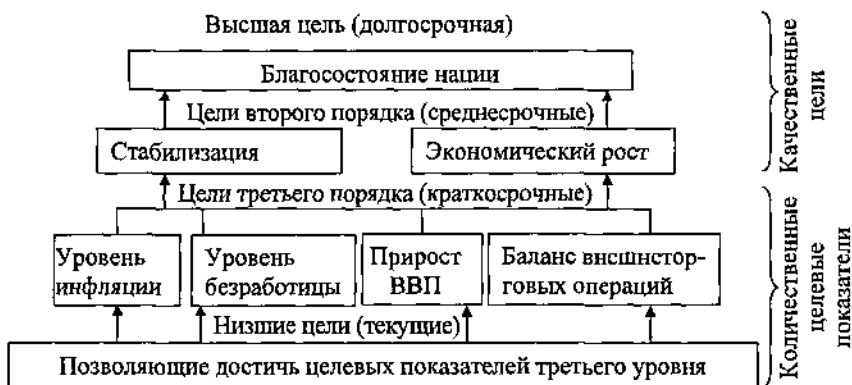 Высшая цель (долгосрочная)
Благосостояние нации
Цели второго порядка (среднесрочные)
Стабилизация
Экономический рост
Цели третьего порядка (краткосрочные)
Уровень
инфляции
Уровень
безработицы
Прирост
ВВП
Баланс внешнеторговых операций
Низшие цели (текущие)
Позволяющие достичь целевых показателей третьего уровня
Качественные
цели
Количественные
целевые
показатели